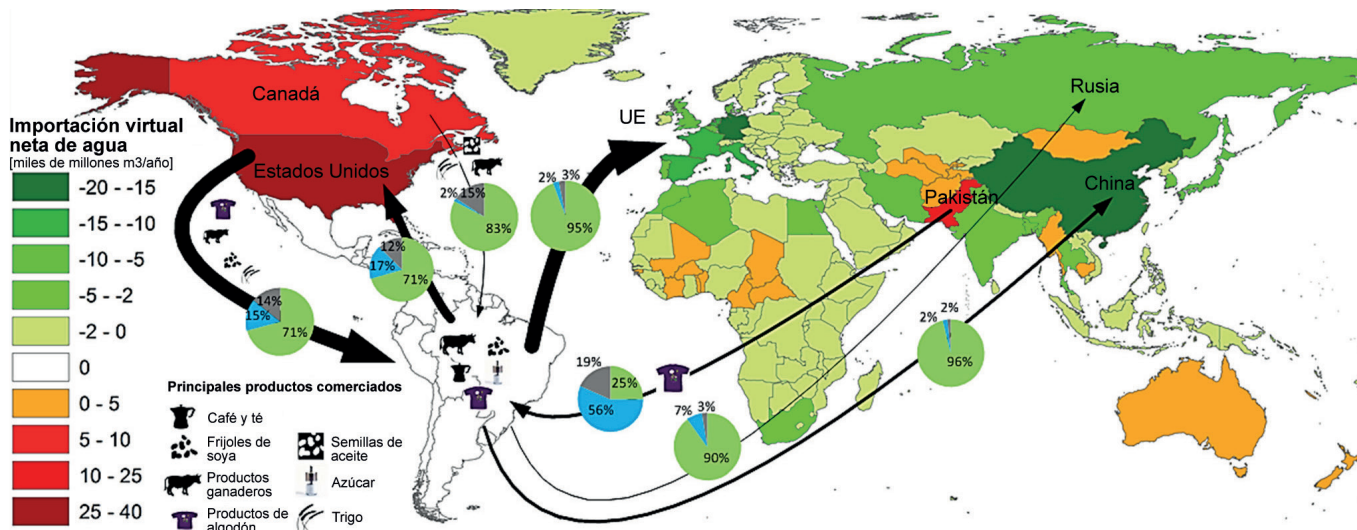 Canadá
Rusia
UE
Importación virtual
neta de agua
[miles de millones m3/año]
Estados Unidos
China
Pakistán
-20 - -15
-15 - -10
-10 - -5
-5 - -2
-2 - 0
0
0 - 5
5 - 10
10 - 25
25 - 40
2%
15%
83%
2%
3%
95%
12%
17%
71%
14%
15%
71%
19%
25%
56%
7%
3%
90%
2%
2%
96%
Principales productos comerciados
Café y té
Frijoles de
soya
Productos
ganaderos
Productos de
algodón
Semillas de
aceite
Azúcar
Trigo